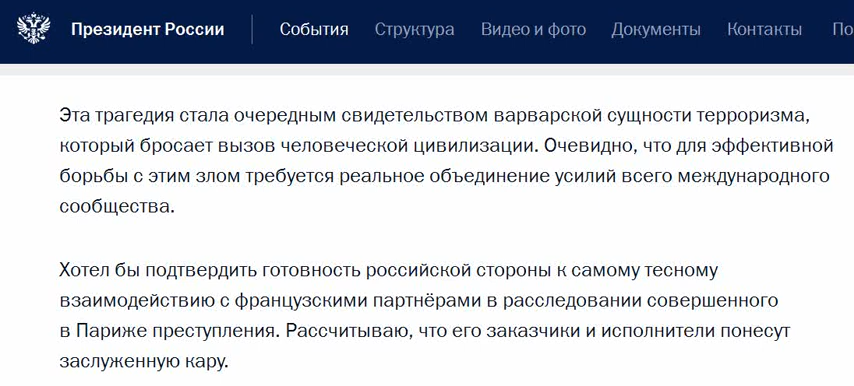 Президент России
События
Структура
Видео и фото
Документы
Контакты
По
Эта трагедия стала очередным свидетельством варварской сущности терроризма,
который бросает вызов человеческой цивилизации. Очевидно, что для эффективной
борьбы с этим злом требуется реальное объединение усилий всего международного
сообщества.
Хотел бы подтвердить готовность российской стороны к самому тесному
взаимодействию с французскими партнёрами в расследовании совершенного
в Париже преступления. Рассчитываю, что его заказчики и исполнители понесут
заслуженную кару.